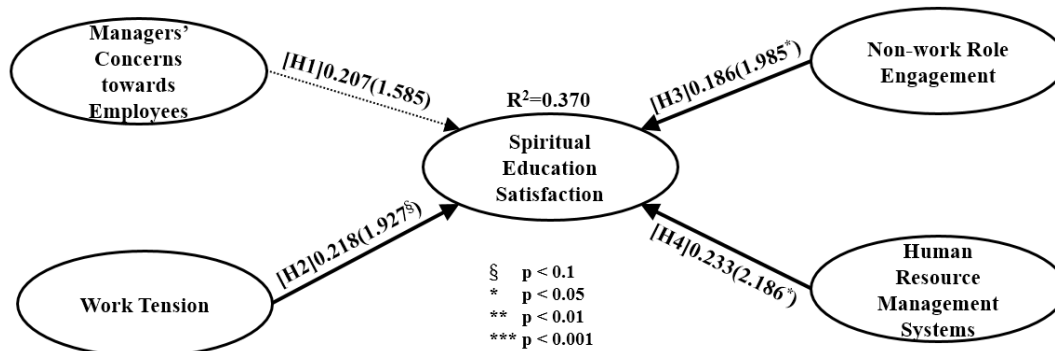 Managers’
Concerns
towards
Employees
[H1]0.207(1.585)
Non-work Role
Engagement
[H3]0.186(1.985*)
R²=0.370
Spiritual
Education
Satisfaction
Work Tension
[H2]0.218(1.927§)
Human
Resource
Management
Systems
[H4]0.233(2.186*)
§ p < 0.1
* p < 0.05
** p < 0.01
*** p < 0.001